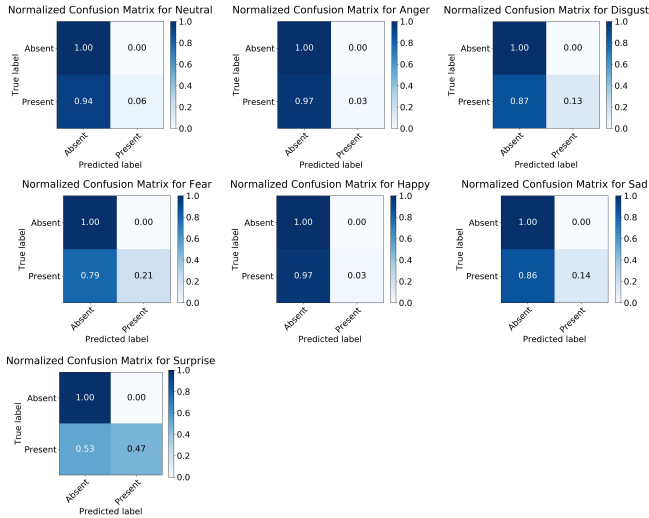 Normalized Confusion Matrix for Neutral
True label
Absent
Present
1.00
0.00
0.94
0.06
1.0
0.8
0.6
0.4
0.2
0.0
Absent
Present
Predicted label
Normalized Confusion Matrix for Anger
True label
Absent
Present
1.00
0.00
0.97
0.03
1.0
0.8
0.6
0.4
0.2
0.0
Absent
Present
Predicted label
Normalized Confusion Matrix for Disgust
True label
Absent
Present
1.00
0.00
0.87
0.13
1.0
0.8
0.6
0.4
0.2
0.0
Absent
Present
Predicted label
Normalized Confusion Matrix for Fear
True label
Absent
Present
1.00
0.00
0.79
0.21
1.0
0.8
0.6
0.4
0.2
0.0
Absent
Present
Predicted label
Normalized Confusion Matrix for Happy
True label
Absent
Present
1.00
0.00
0.97
0.03
1.0
0.8
0.6
0.4
0.2
0.0
Absent
Present
Predicted label
Normalized Confusion Matrix for Sad
True label
Absent
Present
1.00
0.00
0.86
0.14
1.0
0.8
0.6
0.4
0.2
0.0
Absent
Present
Predicted label
Normalized Confusion Matrix for Surprise
True label
Absent
Present
1.00
0.00
0.53
0.47
1.0
0.8
0.6
0.4
0.2
0.0
Absent
Present
Predicted label